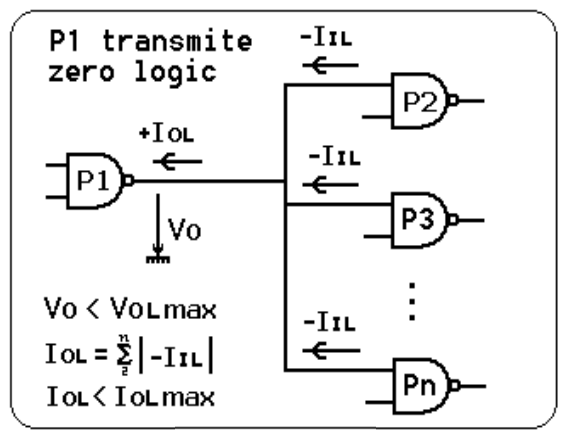 P1 transmite
zero logic
-IIL
P2
+IOL
P1
-IIL
P3
VO
VO < VOLmax
-IIL
IOL = n∑2 |-IIL|
Pn
IOL < IOLmax